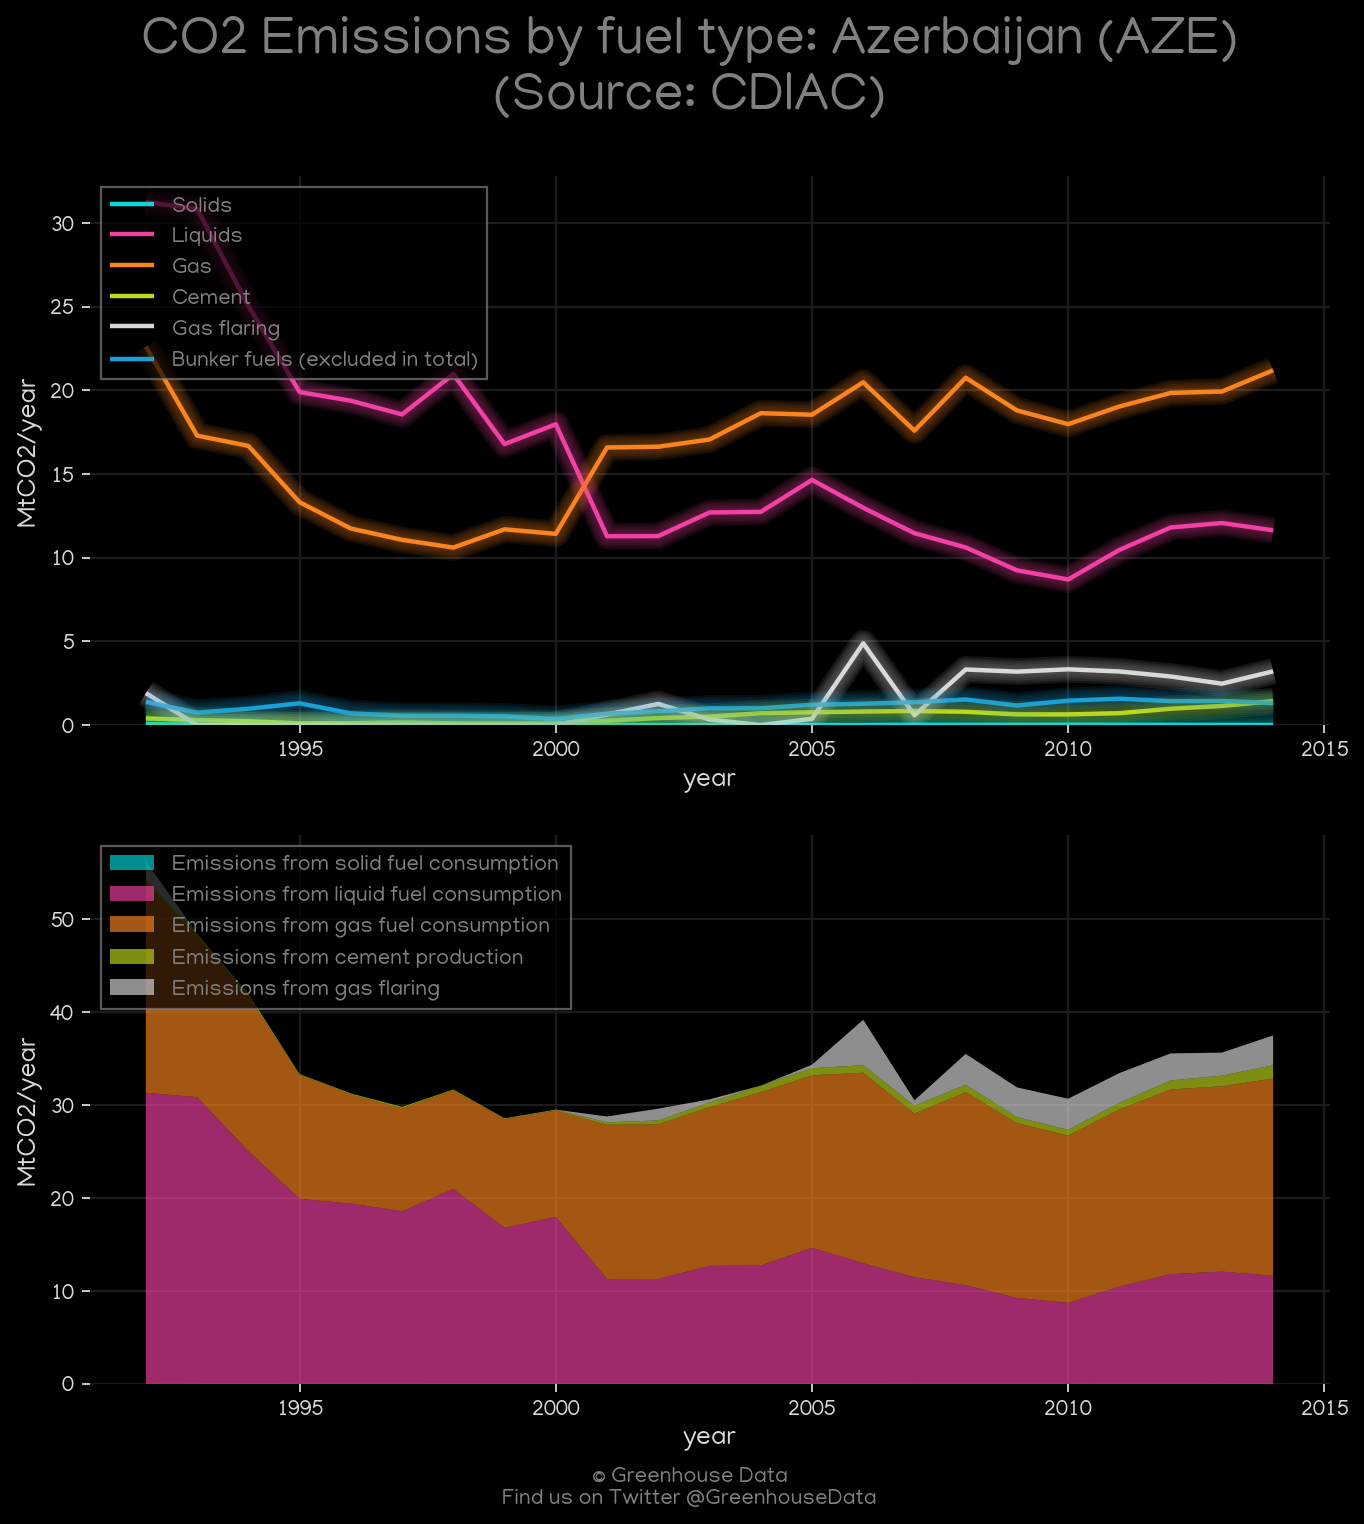 CO2 Emissions by fuel type: Azerbaijan (AZE)
(Source: CDIAC)
Solids
Liquids
Gas
Cement
Gas flaring
Bunker fuels (excluded in total)
MtCO2/year
30
25
20
15
10
5
0
1995
2000
2005
2010
2015
year
Emissions from solid fuel consumption
Emissions from liquid fuel consumption
Emissions from gas fuel consumption
Emissions from cement production
Emissions from gas flaring
MtCO2/year
50
40
30
20
10
0
1995
2000
2005
2010
2015
year
© Greenhouse Data
Find us on Twitter @GreenhouseData